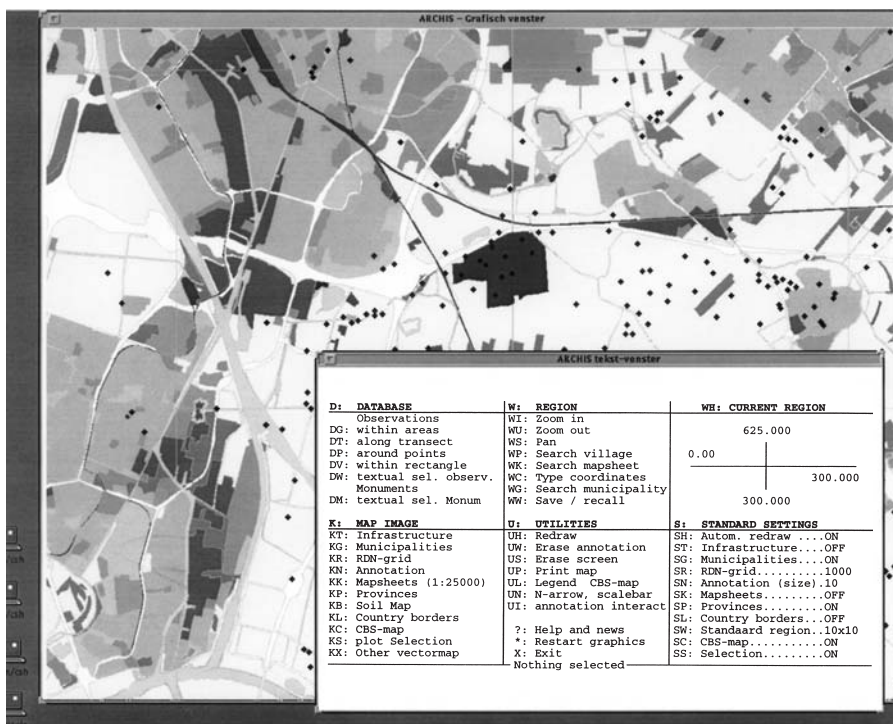 ARCHIS - Grafisch venster
ARCHIS tekst-venster
D: DATABASE
Observations
DG: within areas
DT: along transect
DP: around points
DV: within rectangle
DW: textual sel. observ.
Monuments
DM: textual sel. Monum
W: REGION
WI: Zoom in
WU: Zoom out
WS: Pan
WP: Search village
WK: Search mapsheet
WC: Type coordinates
WG: Search municipality
WW: Save / recall
WH: CURRENT REGION
625.000
0.00
300.000
300.000
K: MAP IMAGE
KT: Infrastructure
KG: Municipalities
KR: RDN-grid
KN: Annotation
KK: Mapsheets (1:25000)
KP: Provinces
KB: Soil Map
KL: Country borders
KC: CBS-map
KS: plot Selection
KX: Other vectormap
U: UTILITIES
UH: Redraw
UW: Erase annotation
US: Erase screen
UP: Print map
UL: Legend CBS-map
UN: N-arrow, scalebar
UI: annotation interact
?: Help and news
*: Restart graphics
X: Exit
S: STANDARD SETTINGS
SH: Autom. redraw ....ON
ST: Infrastructure....OFF
SG: Municipalities....ON
SR: RDN-grid..........1000
SN: Annotation (size).10
SK: Mapsheets.........OFF
SP: Provinces.........ON
SL: Country borders...OFF
SW: Standaard region..10x10
SC: CBS-map...........ON
SS: Selection.........ON
Nothing selected